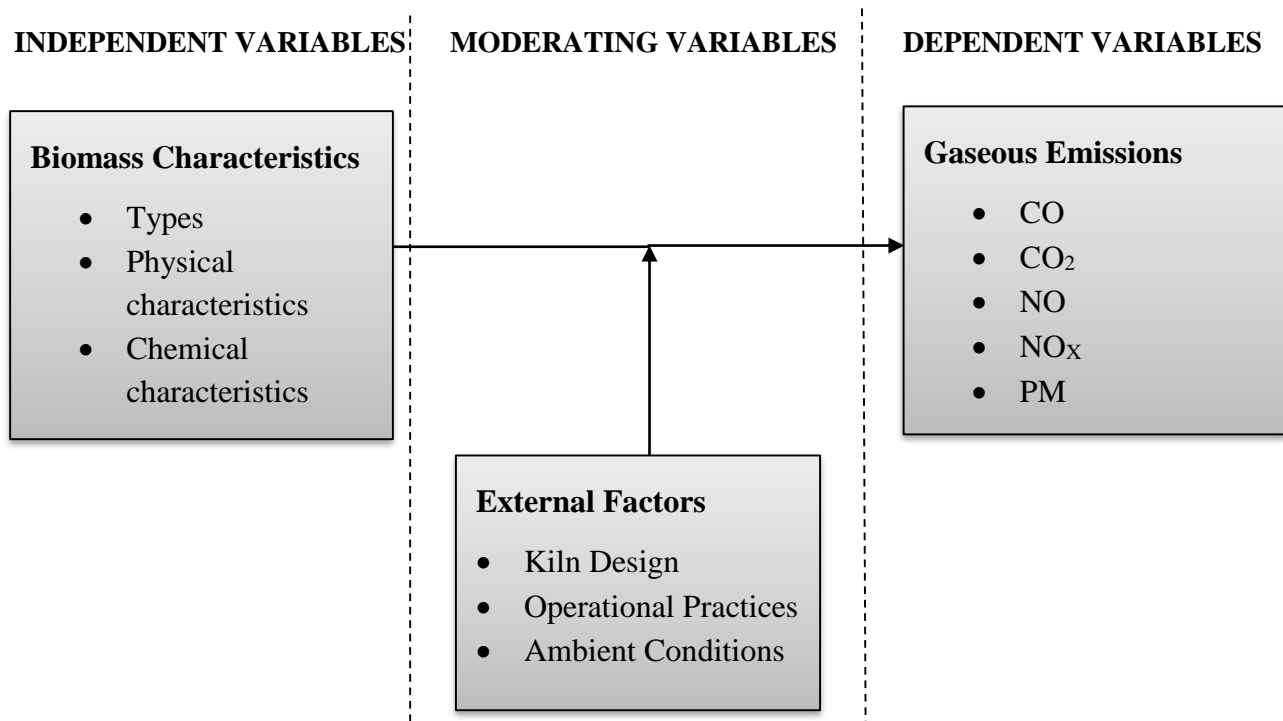 INDEPENDENT VARIABLES
MODERATING VARIABLES
DEPENDENT VARIABLES
Biomass Characteristics
• Types
• Physical
characteristics
• Chemical
characteristics
External Factors
• Kiln Design
• Operational Practices
• Ambient Conditions
Gaseous Emissions
• CO
• CO₂
• NO
• NOX
• PM